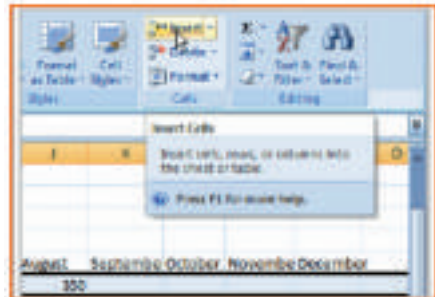 Insert
Format as Table
Cell Styles
Delete
Format
Sort & Filter
Find & Select
Styles
Cells
Editing
Insert Cells
Insert cells, rows, or columns into
the sheet or table.
Press F1 for more help.
August Septembe October Novembe December
350